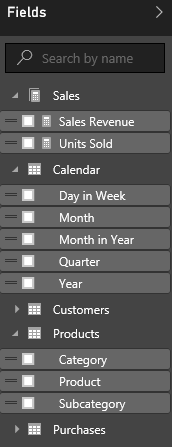 Fields
Search by name
Sales
Sales Revenue
Units Sold
Calendar
Day in Week
Month
Month in Year
Quarter
Year
Customers
Products
Category
Product
Subcategory
Purchases